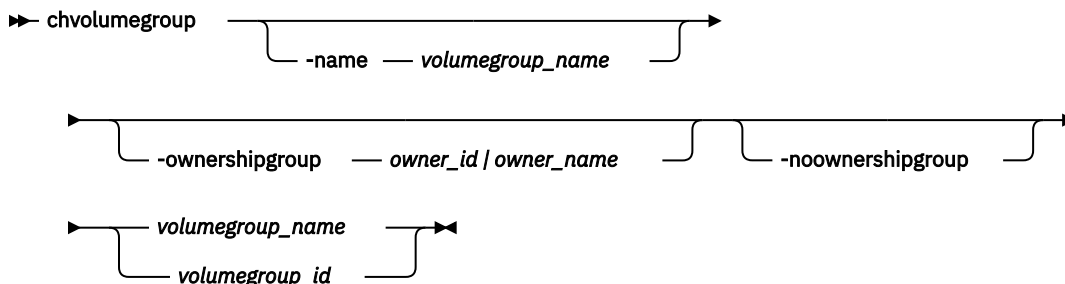 chvolumegroup
-name volumegroup_name
-ownershipgroup owner_id | owner_name -noownershipgroup
volumegroup_name
volumegroup_id